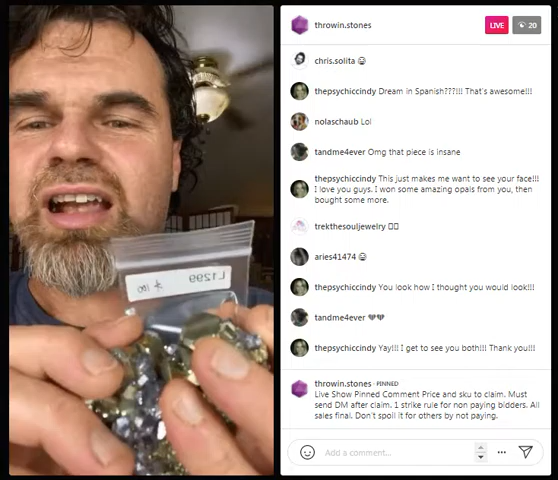 throwin.stones
LIVE
20
chris.solita 😊
thepsychiccindy Dream in Spanish???!!! That's awesome!!!
nolaschaub Lol
tandme4ever Omg that piece is insane
thepsychiccindy This just makes me want to see your face!!!
I love you guys. I won some amazing opals from you, then
bought some more.
trekthesouljewelry
aries41474 😊
thepsychiccindy You look how I thought you would look!!!
tandme4ever 💔💔
thepsychiccindy Yay!!! I get to see you both!!! Thank you!!!
throwin.stones · PINNED
Live Show Pinned Comment Price and sku to claim. Must
send DM after claim. 1 strike rule for non paying bidders. All
sales final. Don't spoil it for others by not paying.
Add a comment...
L1299